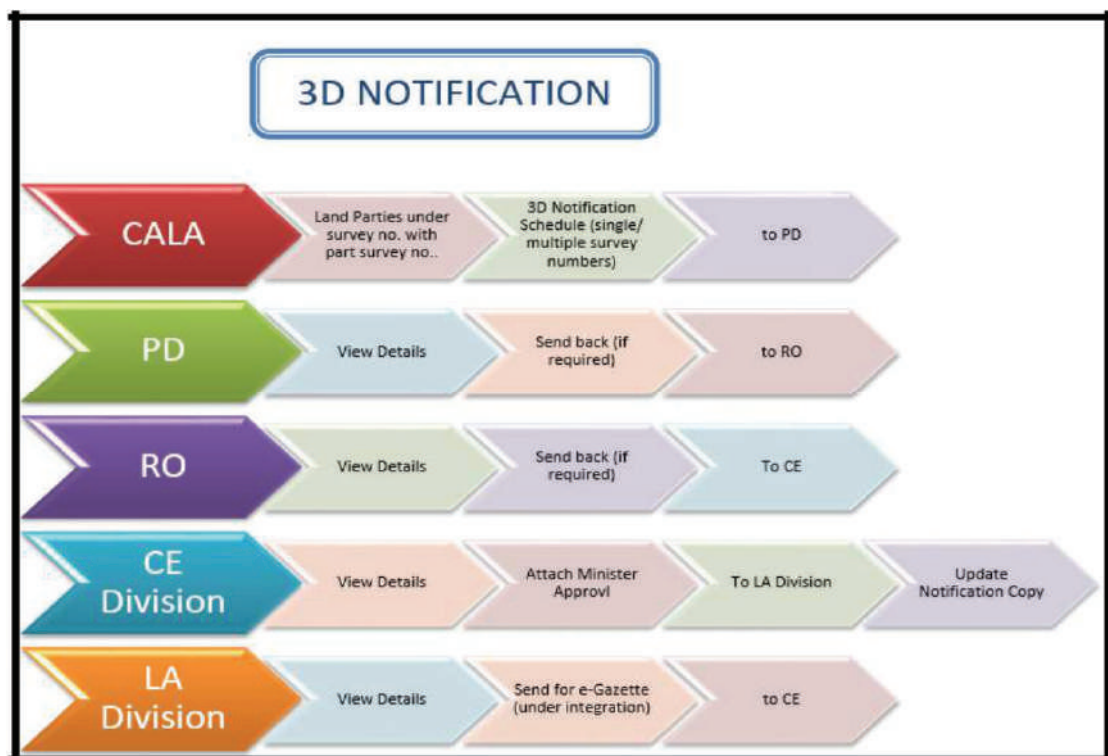 3D NOTIFICATION
CALA
Land Parties under
survey no. with
part survey no..
3D Notification
Schedule (single/
multiple survey
numbers)
to PD
PD
View Details
Send back (if
required)
to RO
RO
View Details
Send back (if
required)
To CE
CE
Division
View Details
Attach Minister
Approvl
To LA Division
Update
Notification Copy
LA
Division
View Details
Send for e-Gazette
(under integration)
to CE